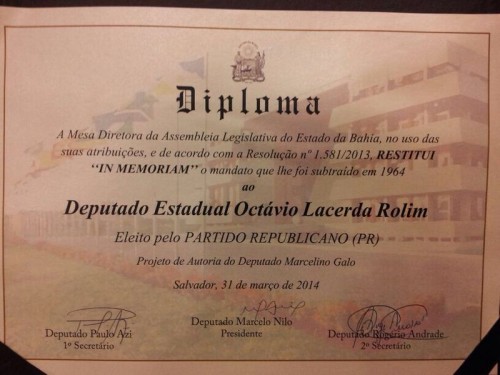 Diploma
A Mesa Diretora da Assembleia Legislativa do Estado da Bahia, no uso das
suas atribuições, e de acordo com a Resolução nº 1.581/2013, RESTITUI
"IN MEMORIAM" o mandato que lhe foi subtraído em 1964
ao
Deputado Estadual Octávio Lacerda Rolim
Eleito pelo PARTIDO REPUBLICANO (PR)
Projeto de Autoria do Deputado Marcelino Galo
Salvador, 31 de março de 2014
Deputado Paulo Azi
1º Secretário
Deputado Marcelo Nilo
Presidente
Deputado Rogério Andrade
2º Secretário